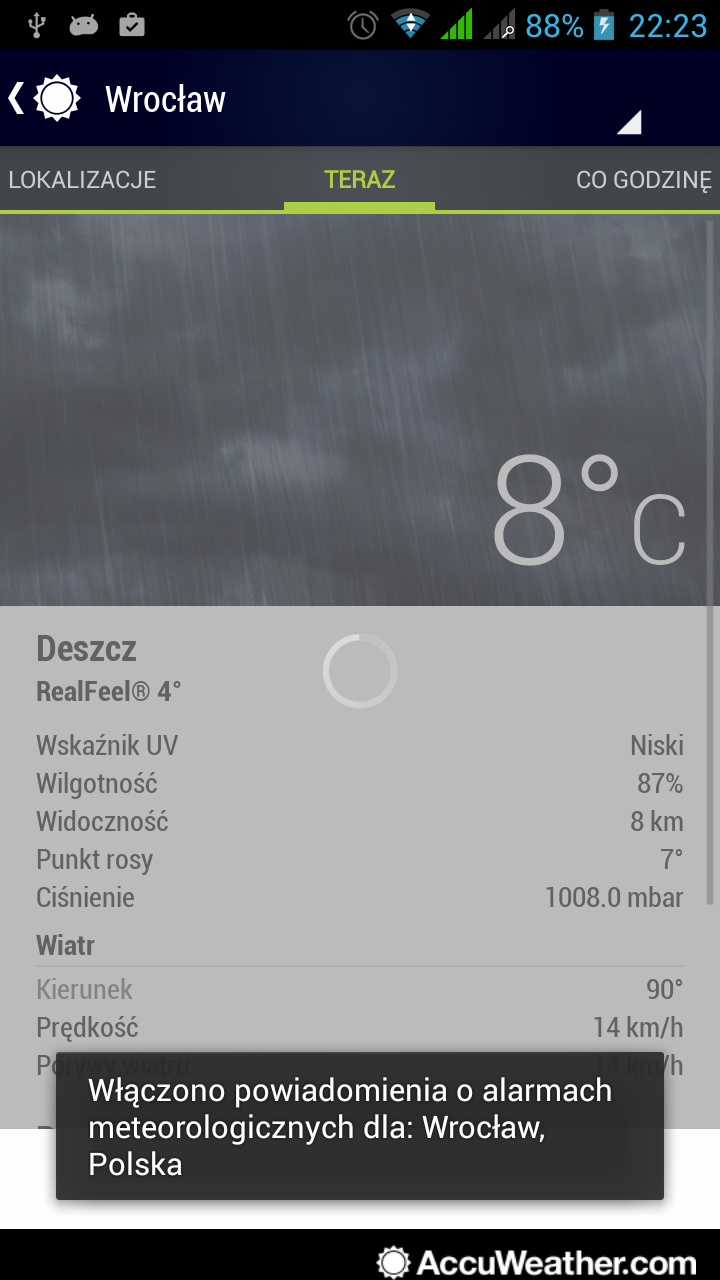 88% 22:23
Wrocław
LOKALIZACJE TERAZ CO GODZINĘ
8°C
Deszcz
RealFeel® 4°
Wskaźnik UV Niski
Wilgotność 87%
Widoczność 8 km
Punkt rosy 7°
Ciśnienie 1008.0 mbar
Wiatr
Kierunek 90°
Prędkość 14 km/h
Porywy wiatru 14 km/h
Włączono powiadomienia o alarmach
meteorologicznych dla: Wrocław,
Polska
AccuWeather.com